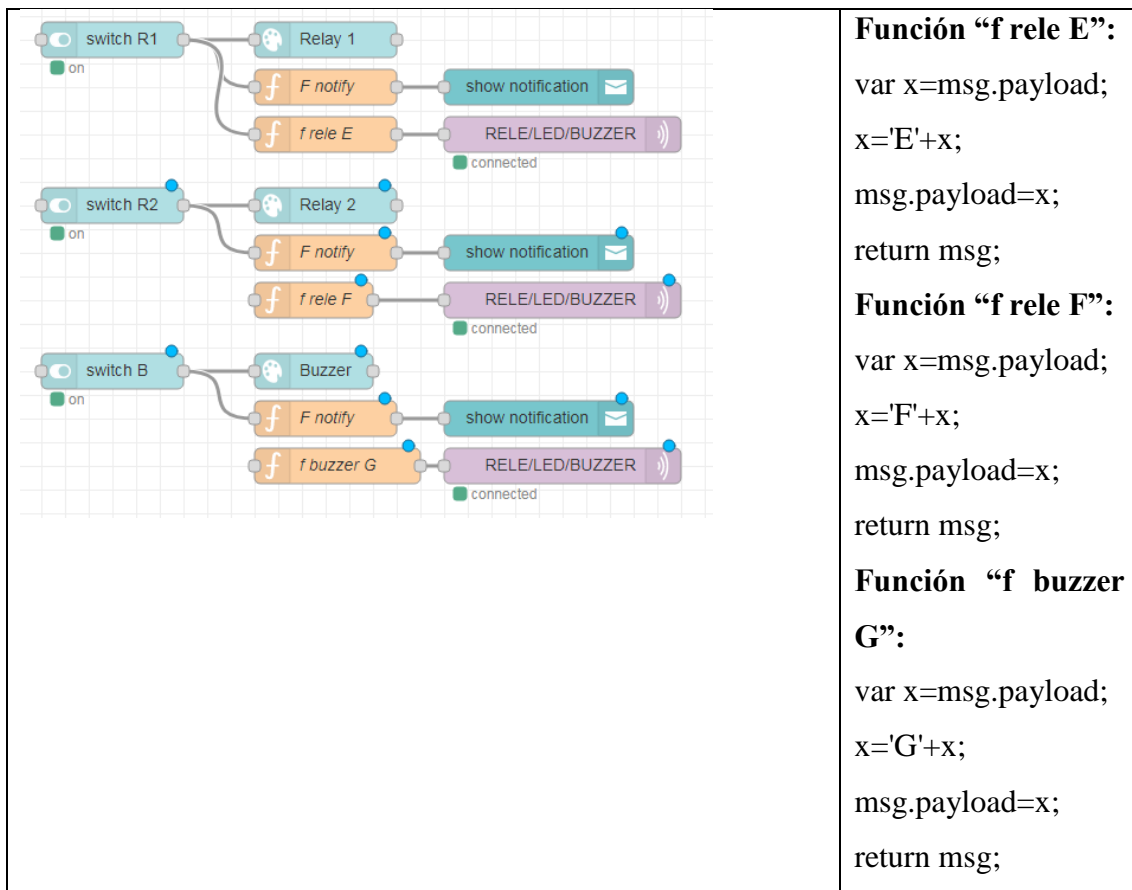 switch R1
Relay 1
on
F notify
show notification
f rele E
RELE/LED/BUZZER
connected
switch R2
Relay 2
on
F notify
show notification
f rele F
RELE/LED/BUZZER
connected
switch B
Buzzer
on
F notify
show notification
f buzzer G
RELE/LED/BUZZER
connected
Función “f rele E”:
var x=msg.payload;
x='E'+x;
msg.payload=x;
return msg;
Función “f rele F”:
var x=msg.payload;
x='F'+x;
msg.payload=x;
return msg;
Función “f buzzer
G”:
var x=msg.payload;
x='G'+x;
msg.payload=x;
return msg;